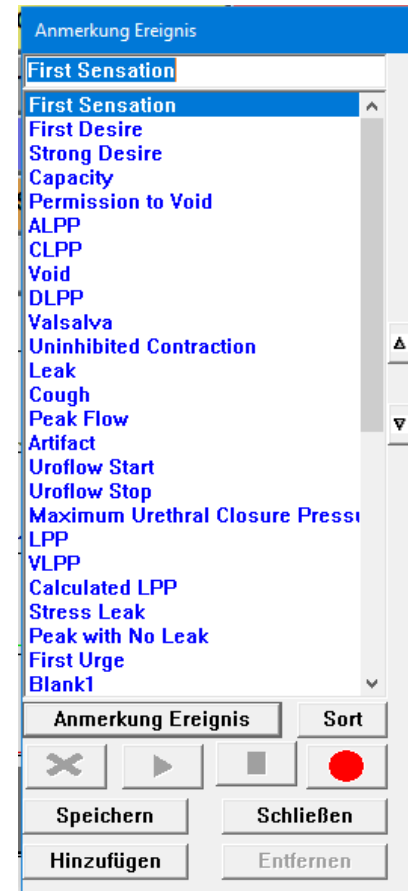 Anmerkung Ereignis
First Sensation
First Sensation
First Desire
Strong Desire
Capacity
Permission to Void
ALPP
CLPP
Void
DLPP
Valsalva
Uninhibited Contraction
Leak
Cough
Peak Flow
Artifact
Uroflow Start
Uroflow Stop
Maximum Urethral Closure
LPP
VLPP
Calculated LPP
Stress Leak
Peak with No Leak
First Urge
Blank1
Anmerkung Ereignis Sort
Speichern Schließen
Hinzufügen Entfernen